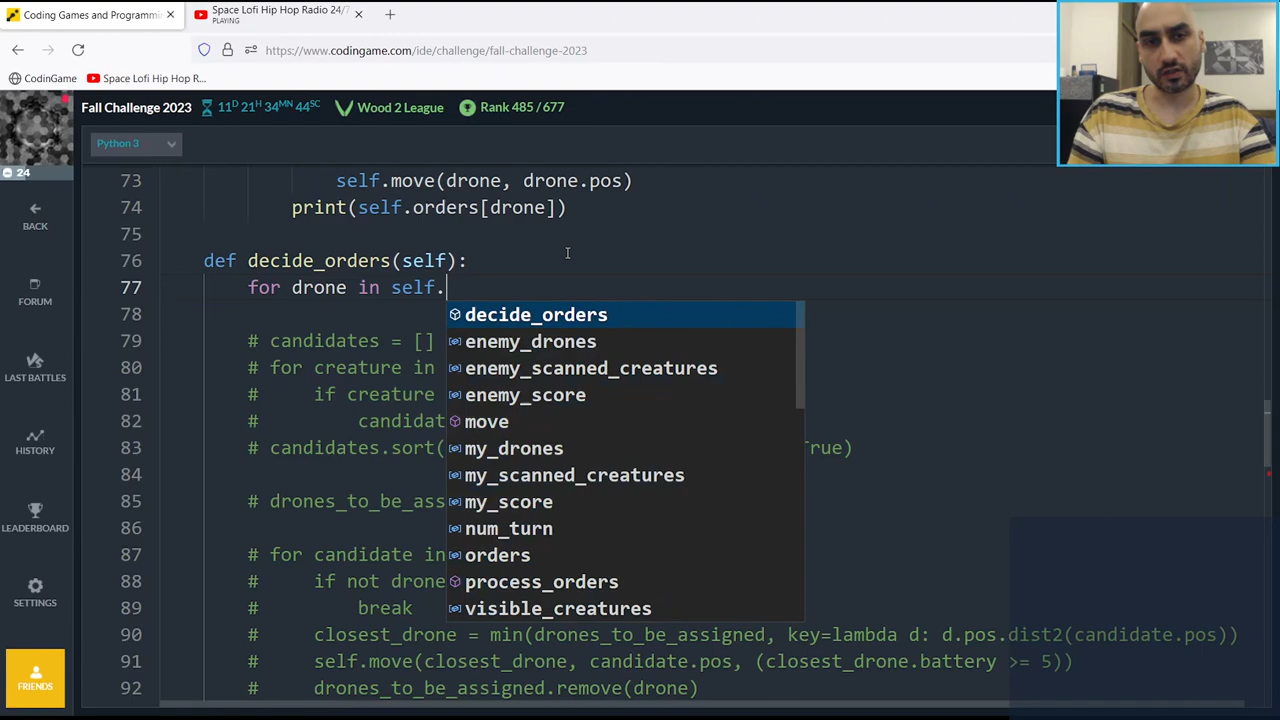 Coding Games and Programmin
Space Lofi Hip Hop Radio 24/7
PLAYING
https://www.codingame.com/ide/challenge/fall-challenge-2023
CodinGame
Space Lofi Hip Hop R...
Fall Challenge 2023
11D 21H 34MN 44SC
Wood 2 League
Rank 485 / 677
Python 3
24
BACK
FORUM
LAST BATTLES
HISTORY
LEADERBOARD
SETTINGS
FRIENDS
73 self.move(drone, drone.pos)
74 print(self.orders[drone])
75
76 def decide_orders(self):
77 for drone in self.
78
79 # candidates = []
80 # for creature in
81 # if creature
82 # candidat
83 # candidates.sort( True)
84
85 # drones_to_be_ass
86
87 # for candidate in
88 # if not drone
89 # break
90 # closest_drone = min(drones_to_be_assigned, key=lambda d: d.pos.dist2(candidate.pos))
91 # self.move(closest_drone, candidate.pos, (closest_drone.battery >= 5))
92 # drones_to_be_assigned.remove(drone)
decide_orders
enemy_drones
enemy_scanned_creatures
enemy_score
move
my_drones
my_scanned_creatures
my_score
num_turn
orders
process_orders
visible_creatures